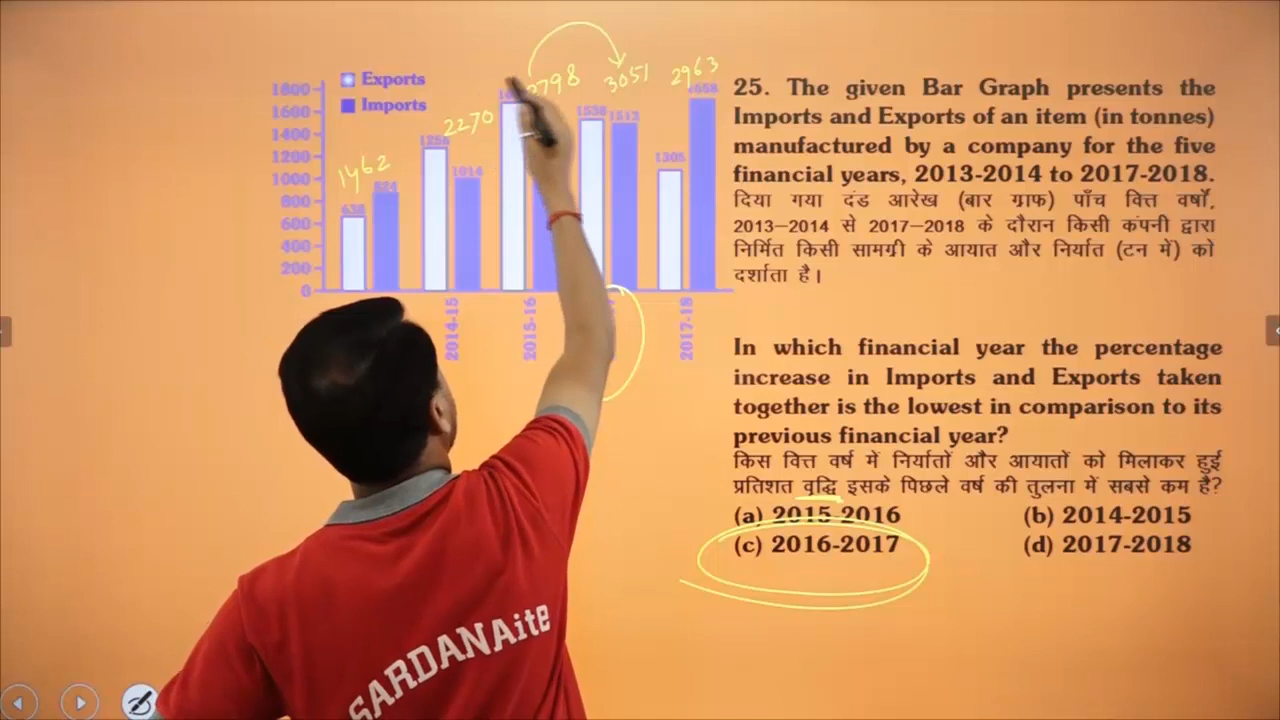 1800
1600
1400
1200
1000
800
600
400
200
0
Exports
Imports
638
824
1256
1014
1538
1513
1305
1658
1462
2270
2798
3051
2963
2014-15
2015-16
2017-18
25. The given Bar Graph presents the
Imports and Exports of an item (in tonnes)
manufactured by a company for the five
financial years, 2013-2014 to 2017-2018.
दिया गया दंड आरेख (बार ग्राफ) पाँच वित्त वर्षों,
2013–2014 से 2017–2018 के दौरान किसी कंपनी द्वारा
निर्मित किसी सामग्री के आयात और निर्यात (टन में) को
दर्शाता है।
In which financial year the percentage
increase in Imports and Exports taken
together is the lowest in comparison to its
previous financial year?
किस वित्त वर्ष में निर्यातों और आयातों को मिलाकर हुई
प्रतिशत वृद्धि इसके पिछले वर्ष की तुलना में सबसे कम है?
(a) 2015-2016 (b) 2014-2015
(c) 2016-2017 (d) 2017-2018
SARDANAite